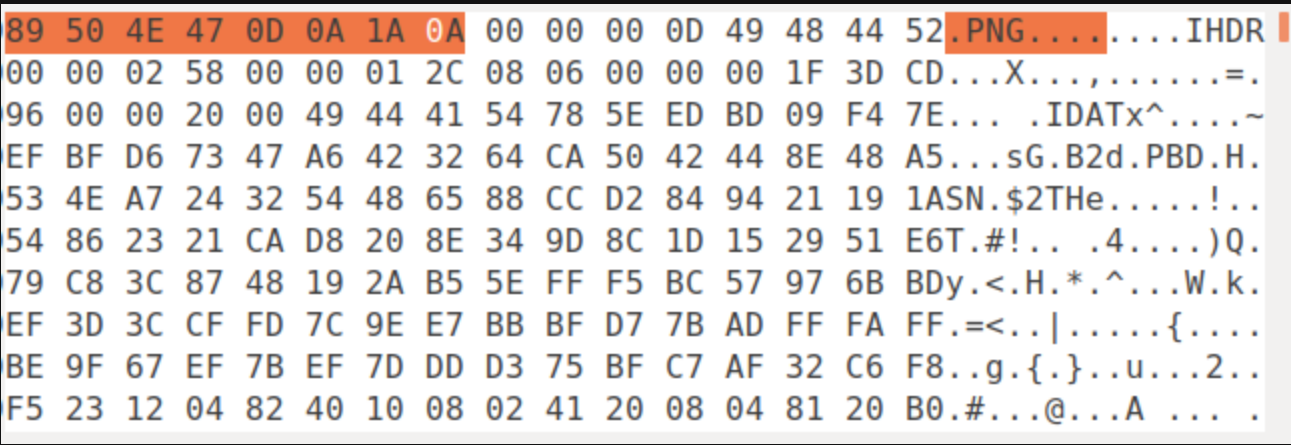 89 50 4E 47 0D 0A 1A 0A 00 00 00 0D 49 48 44 52.PNG........IHDR
00 00 02 58 00 00 01 2C 08 06 00 00 00 1F 3D CD...X...,......=.
96 00 00 20 00 49 44 41 54 78 5E ED BD 09 F4 7E... .IDATx^....~
EF BF D6 73 47 A6 42 32 64 CA 50 42 44 8E 48 A5...sG.B2d.PBD.H.
53 4E A7 24 32 54 48 65 88 CC D2 84 94 21 19 1ASN.$2THe.....!..
54 86 23 21 CA D8 20 8E 34 9D 8C 1D 15 29 51 E6T.#!.. .4....)Q.
79 C8 3C 87 48 19 2A B5 5E FF F5 BC 57 97 6B BDy.<.H.*.^...W.k.
EF 3D 3C CF FD 7C 9E E7 BB BF D7 7B AD FF FA FF.=<..|.....{....
BE 9F 67 EF 7B EF 7D DD D3 75 BF C7 AF 32 C6 F8..g.{.}..u...2..
F5 23 12 04 82 40 10 08 02 41 20 08 04 81 20 B0.#...@...A ... .